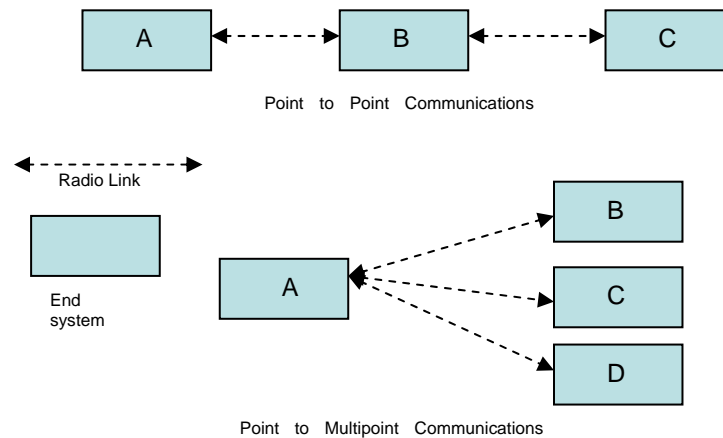 A B C
Point to Point Communications
Radio Link
B
A
C
End
system
D
Point to Multipoint Communications